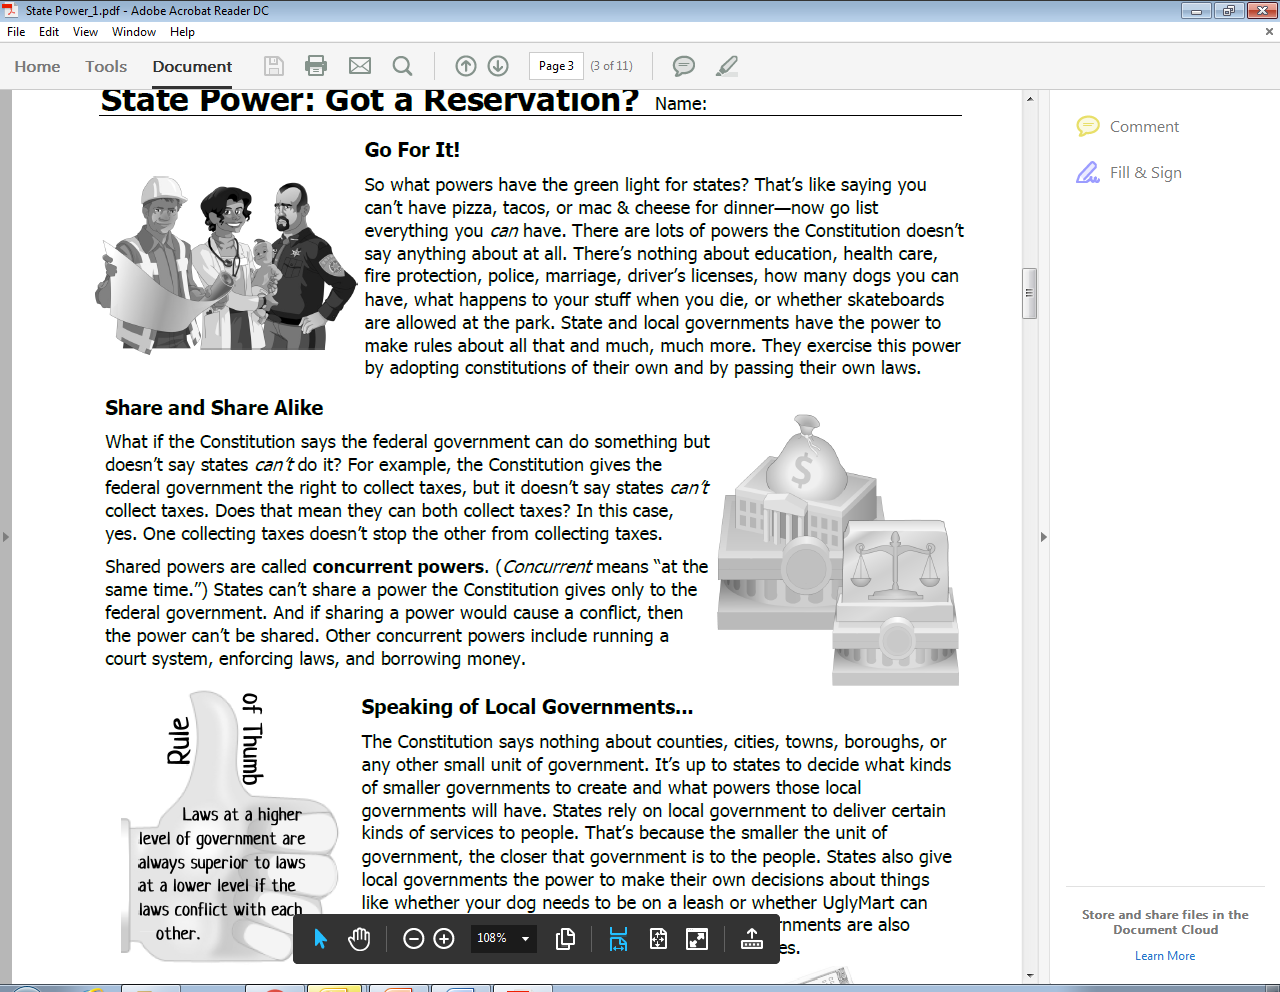 State Power_1.pdf - Adobe Acrobat Reader DC
File Edit View Window Help
Home Tools Document Page 3 (3 of 11)
State Power: Got a Reservation? Name:
Go For It!
So what powers have the green light for states? That’s like saying you
can’t have pizza, tacos, or mac & cheese for dinner—now go list
everything you can have. There are lots of powers the Constitution doesn’t
say anything about at all. There’s nothing about education, health care,
fire protection, police, marriage, driver’s licenses, how many dogs you can
have, what happens to your stuff when you die, or whether skateboards
are allowed at the park. State and local governments have the power to
make rules about all that and much, much more. They exercise this power
by adopting constitutions of their own and by passing their own laws.
Share and Share Alike
What if the Constitution says the federal government can do something but
doesn’t say states can’t do it? For example, the Constitution gives the
federal government the right to collect taxes, but it doesn’t say states can’t
collect taxes. Does that mean they can both collect taxes? In this case,
yes. One collecting taxes doesn’t stop the other from collecting taxes.
Shared powers are called concurrent powers. (Concurrent means “at the
same time.”) States can’t share a power the Constitution gives only to the
federal government. And if sharing a power would cause a conflict, then
the power can’t be shared. Other concurrent powers include running a
court system, enforcing laws, and borrowing money.
$
Rule
of Thumb
Laws at a higher
level of government are
always superior to laws
at a lower level if the
laws conflict with each
other.
Speaking of Local Governments...
The Constitution says nothing about counties, cities, towns, boroughs, or
any other small unit of government. It’s up to states to decide what kinds
of smaller governments to create and what powers those local
governments will have. States rely on local government to deliver certain
kinds of services to people. That’s because the smaller the unit of
government, the closer that government is to the people. States also give
local governments the power to make their own decisions about things
like whether your dog needs to be on a leash or whether UglyMart can
rnments are also
es.
108%
Comment
Fill & Sign
Store and share files in the
Document Cloud
Learn More